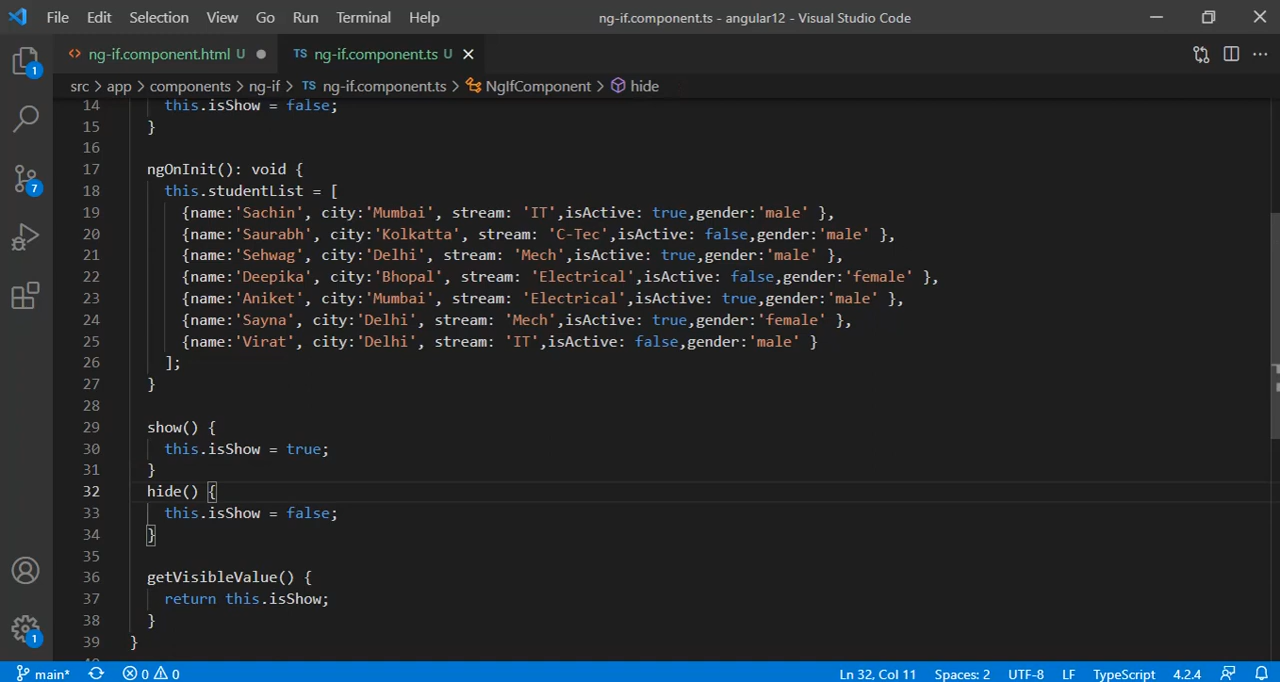 File Edit Selection View Go Run Terminal Help ng-if.component.ts - angular12 - Visual Studio Code
<> ng-if.component.html U ● TS ng-if.component.ts U ×
src > app > components > ng-if > TS ng-if.component.ts > NgIfComponent > hide
14 this.isShow = false;
15 }
16
17 ngOnInit(): void {
18 this.studentList = [
19 {name:'Sachin', city:'Mumbai', stream: 'IT',isActive: true,gender:'male' },
20 {name:'Saurabh', city:'Kolkatta', stream: 'C-Tec',isActive: false,gender:'male' },
21 {name:'Sehwag', city:'Delhi', stream: 'Mech',isActive: true,gender:'male' },
22 {name:'Deepika', city:'Bhopal', stream: 'Electrical',isActive: false,gender:'female' },
23 {name:'Aniket', city:'Mumbai', stream: 'Electrical',isActive: true,gender:'male' },
24 {name:'Sayna', city:'Delhi', stream: 'Mech',isActive: true,gender:'female' },
25 {name:'Virat', city:'Delhi', stream: 'IT',isActive: false,gender:'male' }
26 ];
27 }
28
29 show() {
30 this.isShow = true;
31 }
32 hide() {
33 this.isShow = false;
34 }
35
36 getVisibleValue() {
37 return this.isShow;
38 }
39 }
1
7
1
main* 0 0 Ln 32, Col 11 Spaces: 2 UTF-8 LF TypeScript 4.2.4